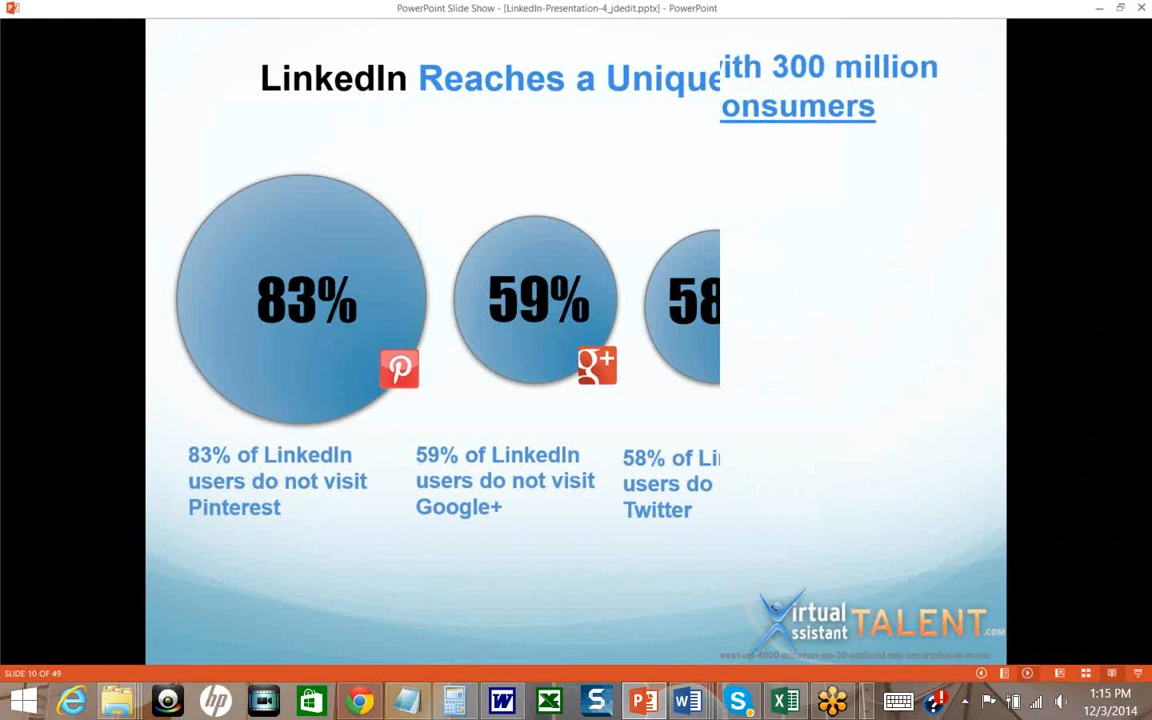 PowerPoint Slide Show - [LinkedIn-Presentation-4_jdedit.pptx] - PowerPoint
LinkedIn Reaches a Unique
ith 300 million
onsumers
83%
59%
58
83% of LinkedIn
users do not visit
Pinterest
59% of LinkedIn
users do not visit
Google+
58% of Li
users do
Twitter
Virtual
Assistant
TALENT.com
SLIDE 10 OF 49
1:15 PM
12/3/2014